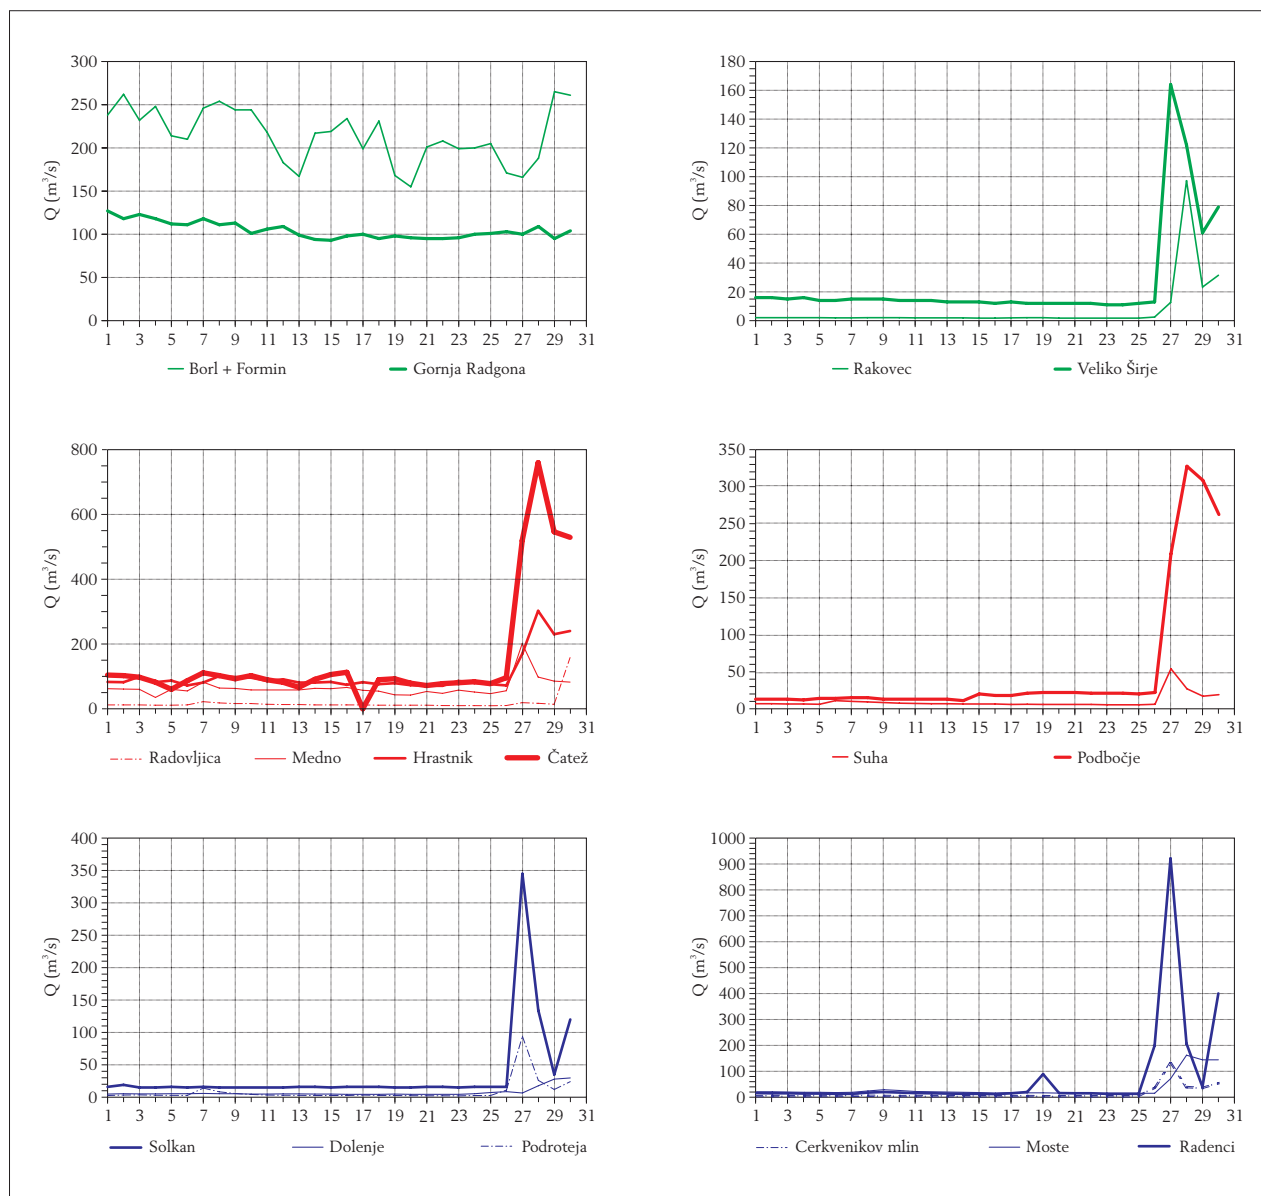 300
250
200
150
100
50
0
Q (m³/s)
1 3 5 7 9 11 13 15 17 19 21 23 25 27 29 31
Borl + Formin Gornja Radgona
180
160
140
120
100
80
60
40
20
0
Q (m³/s)
1 3 5 7 9 11 13 15 17 19 21 23 25 27 29 31
Rakovec Veliko Širje
800
600
400
200
0
Q (m³/s)
1 3 5 7 9 11 13 15 17 19 21 23 25 27 29 31
Radovljica Medno Hrastnik Čatež
350
300
250
200
150
100
50
0
Q (m³/s)
1 3 5 7 9 11 13 15 17 19 21 23 25 27 29 31
Suha Podbočje
400
350
300
250
200
150
100
50
0
Q (m³/s)
1 3 5 7 9 11 13 15 17 19 21 23 25 27 29 31
Solkan Dolenje Podroteja
1000
900
800
700
600
500
400
300
200
100
0
Q (m³/s)
1 3 5 7 9 11 13 15 17 19 21 23 25 27 29 31
Cerkvenikov mlin Moste Radenci